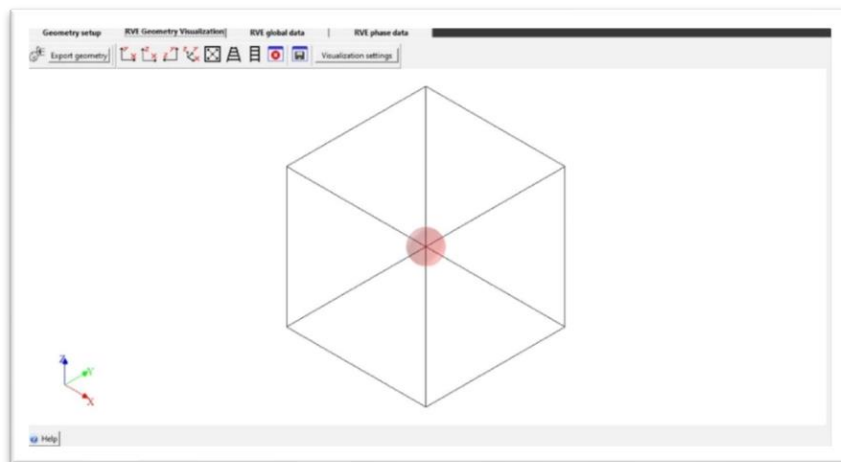 Geometry setup RVE Geometry Visualization RVE global data RVE phase data
Export geometry Visualization settings
Z
Y
X
Help